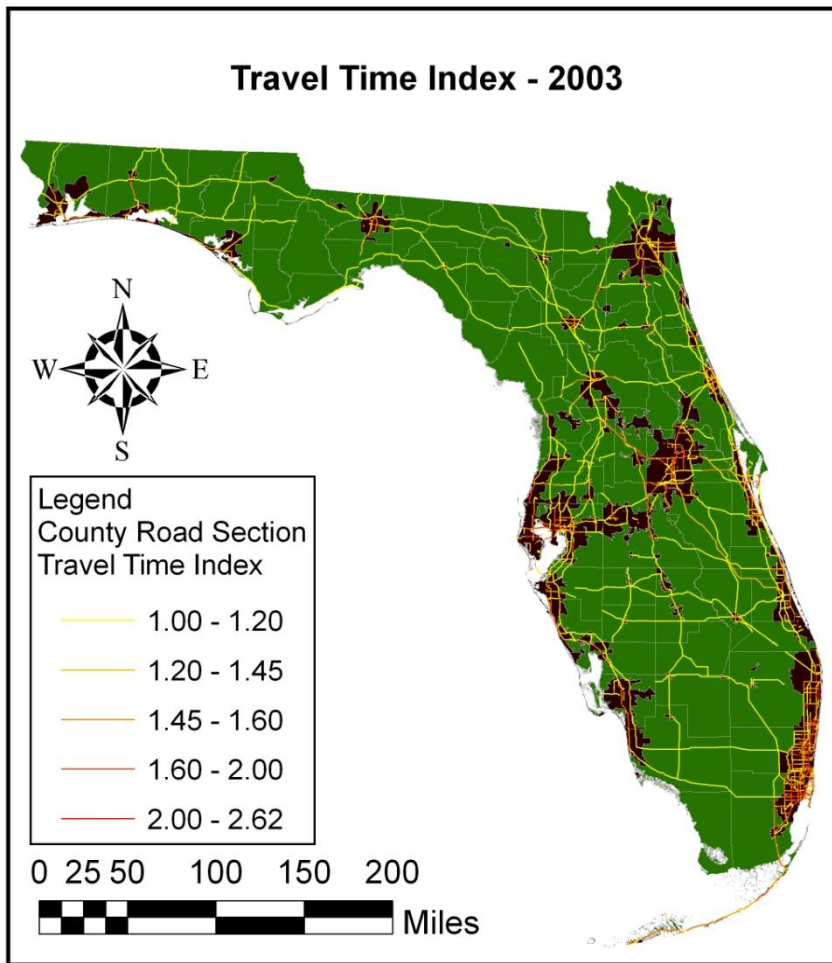 Travel Time Index - 2003
N
W E
S
Legend
County Road Section
Travel Time Index
1.00 - 1.20
1.20 - 1.45
1.45 - 1.60
1.60 - 2.00
2.00 - 2.62
0 25 50 100 150 200
Miles